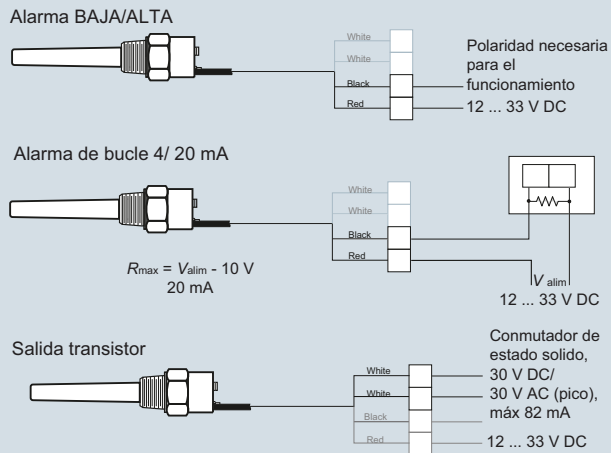 Alarma BAJA/ALTA
White
White
Black
Red
Polaridad necesaria
para el
funcionamiento
12 ... 33 V DC
Alarma de bucle 4/ 20 mA
White
White
Black
Red
Rmax = Valim - 10 V
20 mA
V alim
12 ... 33 V DC
Salida transistor
White
White
Black
Red
Conmutador de
estado solido,
30 V DC/
30 V AC (pico),
máx 82 mA
12 ... 33 V DC